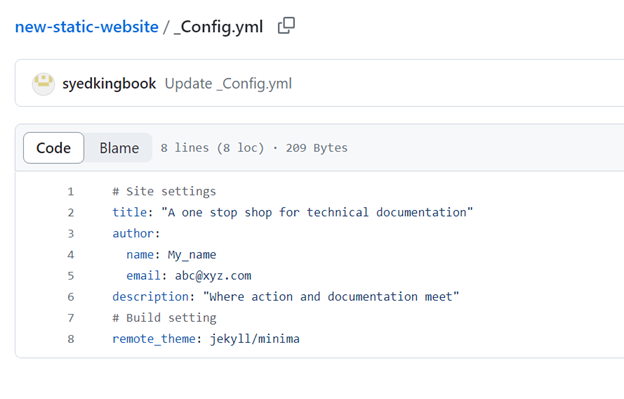 new-static-website / _Config.yml
syedkingbook Update _Config.yml
Code Blame 8 lines (8 loc) · 209 Bytes
1 # Site settings
2 title: "A one stop shop for technical documentation"
3 author:
4 name: My_name
5 email: abc@xyz.com
6 description: "Where action and documentation meet"
7 # Build setting
8 remote_theme: jekyll/minima